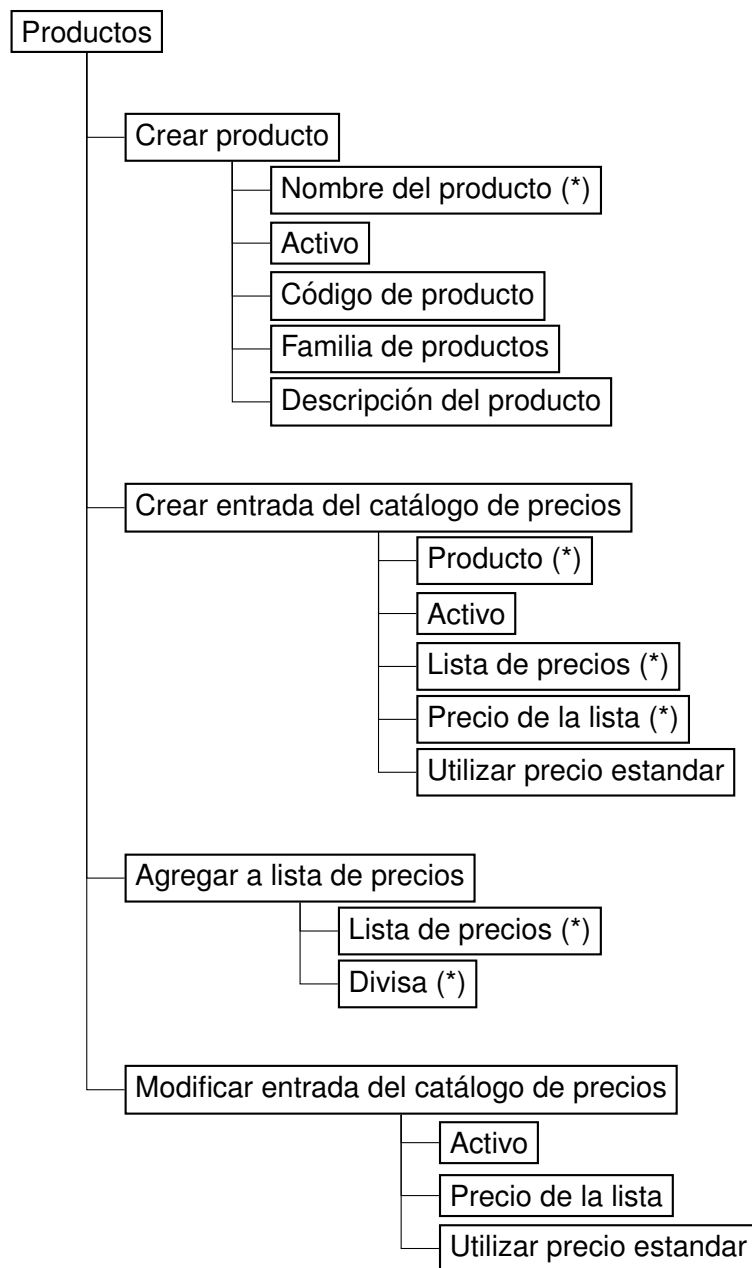 Productos
Crear producto
Nombre del producto (*)
Activo
Código de producto
Familia de productos
Descripción del producto
Crear entrada del catálogo de precios
Producto (*)
Activo
Lista de precios (*)
Precio de la lista (*)
Utilizar precio estandar
Agregar a lista de precios
Lista de precios (*)
Divisa (*)
Modificar entrada del catálogo de precios
Activo
Precio de la lista
Utilizar precio estandar